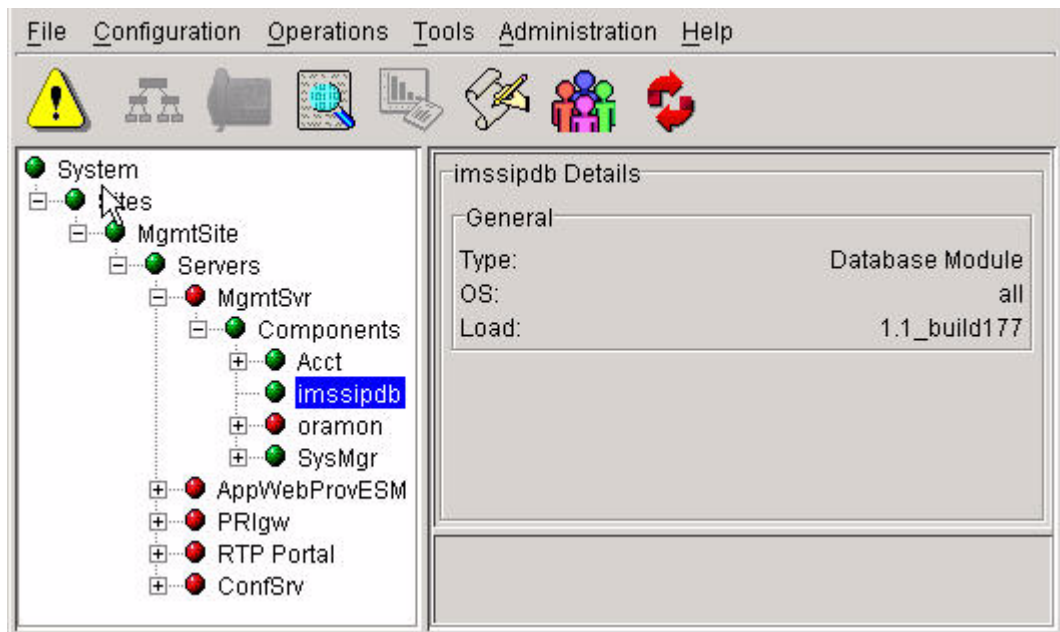 File Configuration Operations Tools Administration Help
System
ites
MgmtSite
Servers
MgmtSvr
Components
Acct
imssipdb
oramon
SysMgr
AppWebProvESM
PRIgw
RTP Portal
ConfSrv
imssipdb Details
General
Type: Database Module
OS: all
Load: 1.1_build177